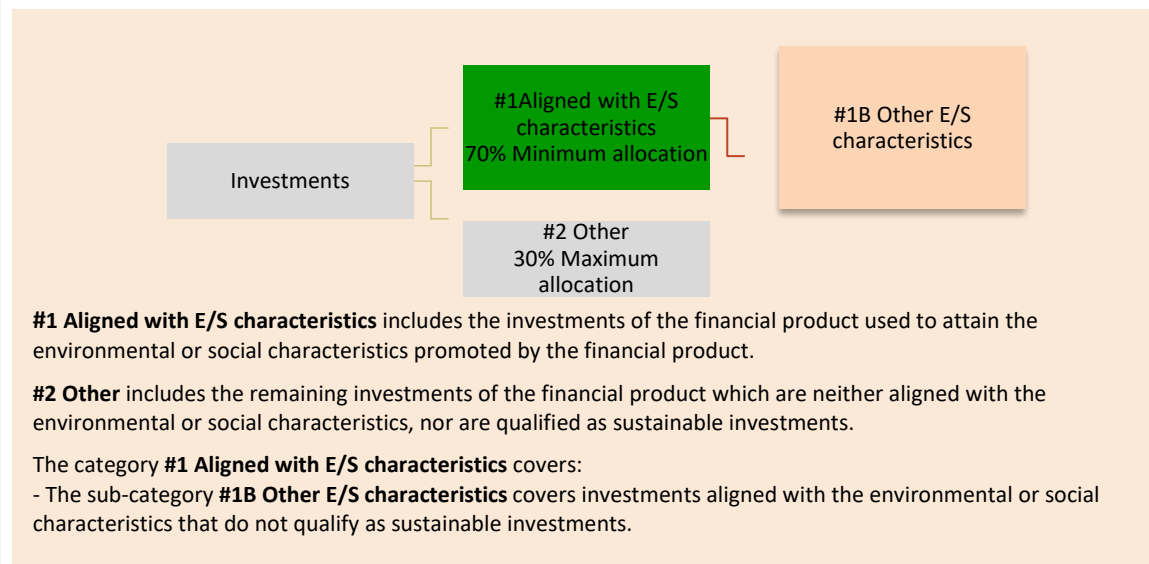 #1Aligned with E/S
characteristics
70% Minimum allocation
#1B Other E/S
characteristics
Investments
#2 Other
30% Maximum
allocation
#1 Aligned with E/S characteristics includes the investments of the financial product used to attain the
environmental or social characteristics promoted by the financial product.
#2 Other includes the remaining investments of the financial product which are neither aligned with the
environmental or social characteristics, nor are qualified as sustainable investments.
The category #1 Aligned with E/S characteristics covers:
- The sub-category #1B Other E/S characteristics covers investments aligned with the environmental or social
characteristics that do not qualify as sustainable investments.